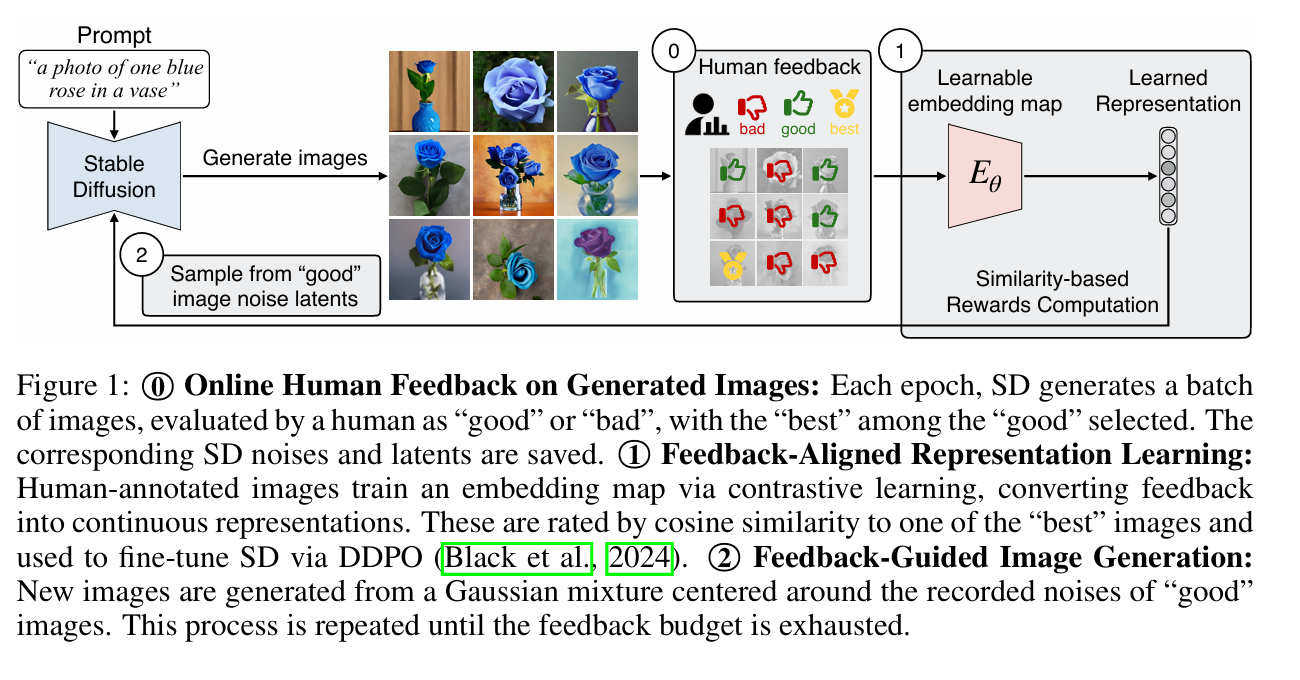 Prompt
“a photo of one blue
rose in a vase”
Stable
Diffusion
Generate images
2
Sample from “good”
image noise latents
0
Human feedback
bad
good
best
1
Learnable
embedding map
Learned
Representation
Eθ
Similarity-based
Rewards Computation
Figure 1: ⓪ Online Human Feedback on Generated Images: Each epoch, SD generates a batch
of images, evaluated by a human as “good” or “bad”, with the “best” among the “good” selected. The
corresponding SD noises and latents are saved. ① Feedback-Aligned Representation Learning:
Human-annotated images train an embedding map via contrastive learning, converting feedback
into continuous representations. These are rated by cosine similarity to one of the “best” images and
used to fine-tune SD via DDPO (Black et al., 2024). ② Feedback-Guided Image Generation:
New images are generated from a Gaussian mixture centered around the recorded noises of “good”
images. This process is repeated until the feedback budget is exhausted.